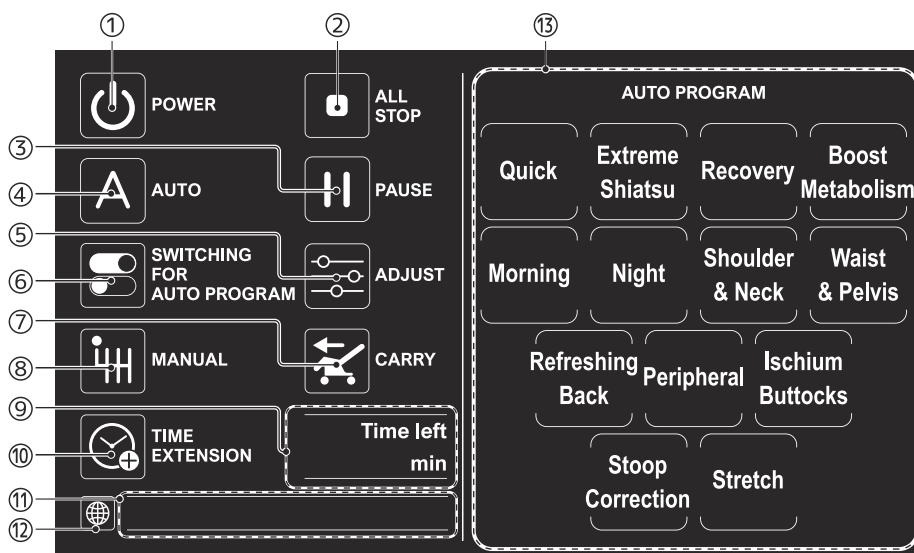 ① ② ⑬
POWER
ALL
STOP
③
④
AUTO
PAUSE
⑤
⑥
SWITCHING
FOR
AUTO PROGRAM
ADJUST
⑦
⑧
MANUAL
CARRY
⑨
⑩
TIME
EXTENSION
Time left
min
⑪
⑫
AUTO PROGRAM
Quick
Extreme
Shiatsu
Recovery
Boost
Metabolism
Morning
Night
Shoulder
& Neck
Waist
& Pelvis
Refreshing
Back
Peripheral
Ischium
Buttocks
Stoop
Correction
Stretch